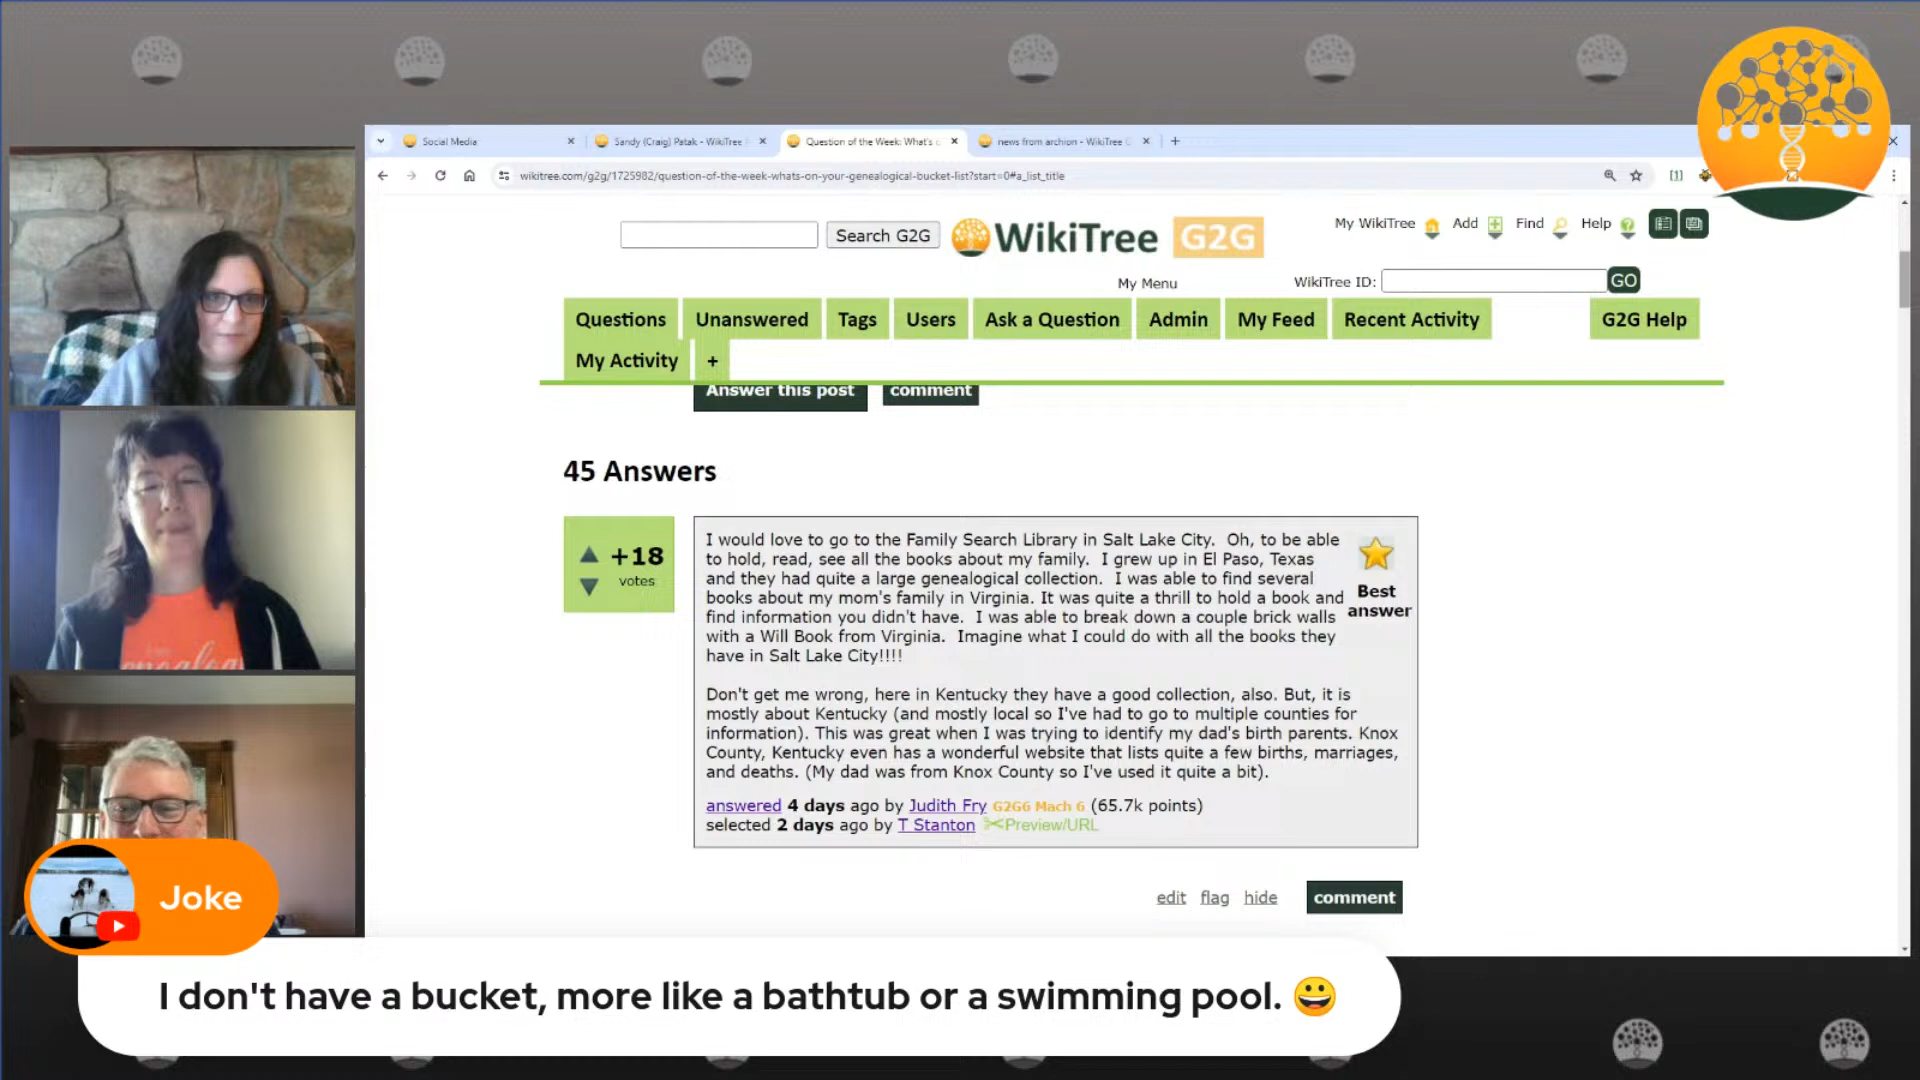 Social Media
Sandy (Craig) Patak - WikiTree
Question of the Week: What's
news from archion - WikiTree
wikitree.com/g2g/1725982/question-of-the-week-whats-on-your-genealogical-bucket-list?start=0#a_list_title
Search G2G
WikiTree G2G
My WikiTree Add Find Help
My Menu
WikiTree ID: GO
Questions Unanswered Tags Users Ask a Question Admin My Feed Recent Activity G2G Help
My Activity +
Answer this post comment
45 Answers
+18
votes
I would love to go to the Family Search Library in Salt Lake City. Oh, to be able
to hold, read, see all the books about my family. I grew up in El Paso, Texas
and they had quite a large genealogical collection. I was able to find several
books about my mom's family in Virginia. It was quite a thrill to hold a book and
find information you didn't have. I was able to break down a couple brick walls
with a Will Book from Virginia. Imagine what I could do with all the books they
have in Salt Lake City!!!!
Best
answer
Don't get me wrong, here in Kentucky they have a good collection, also. But, it is
mostly about Kentucky (and mostly local so I've had to go to multiple counties for
information). This was great when I was trying to identify my dad's birth parents. Knox
County, Kentucky even has a wonderful website that lists quite a few births, marriages,
and deaths. (My dad was from Knox County so I've used it quite a bit).
answered 4 days ago by Judith Fry G2G6 Mach 6 (65.7k points)
selected 2 days ago by T Stanton Preview/URL
edit flag hide comment
Joke
I don't have a bucket, more like a bathtub or a swimming pool. 😀